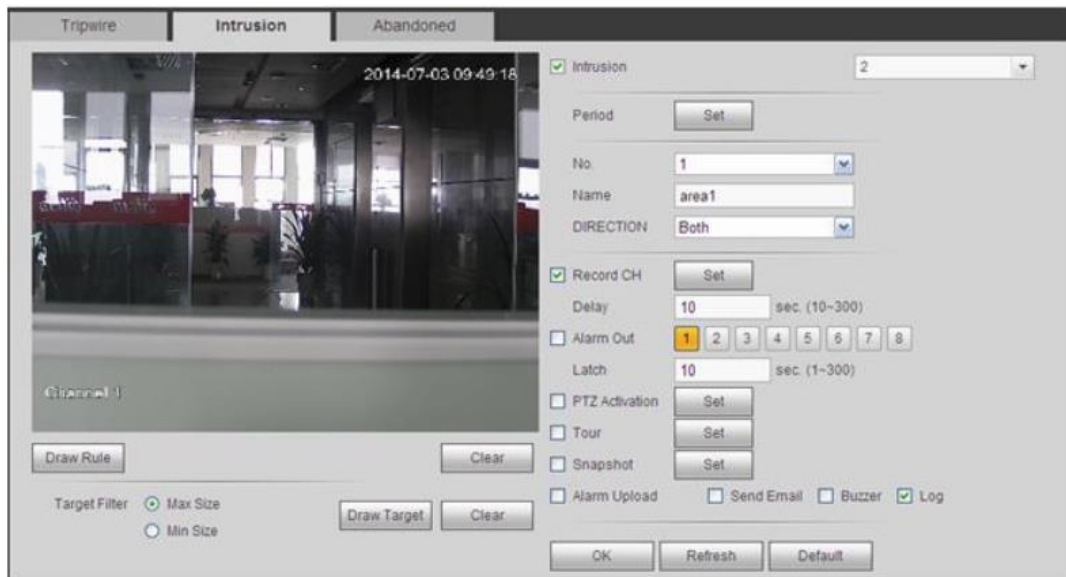 Tripwire
Intrusion
Abandoned
2014-07-03 09:49:18
Channel 1
Draw Rule
Clear
Target Filter
Max Size
Min Size
Draw Target
Clear
Intrusion
2
Period
Set
No.
1
Name
area1
DIRECTION
Both
Record CH
Set
Delay
10
sec. (10~300)
Alarm Out
1 2 3 4 5 6 7 8
Latch
10
sec. (1~300)
PTZ Activation
Set
Tour
Set
Snapshot
Set
Alarm Upload
Send Email
Buzzer
Log
OK
Refresh
Default